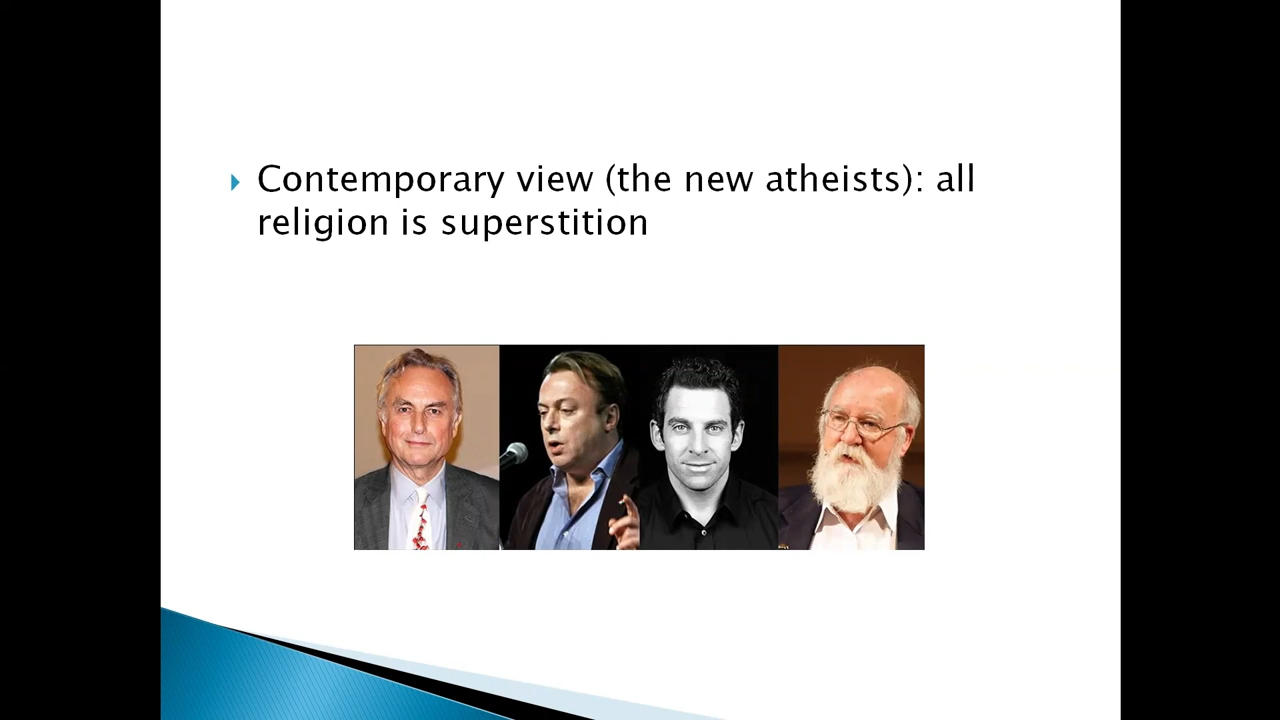 Contemporary view (the new atheists): all
religion is superstition